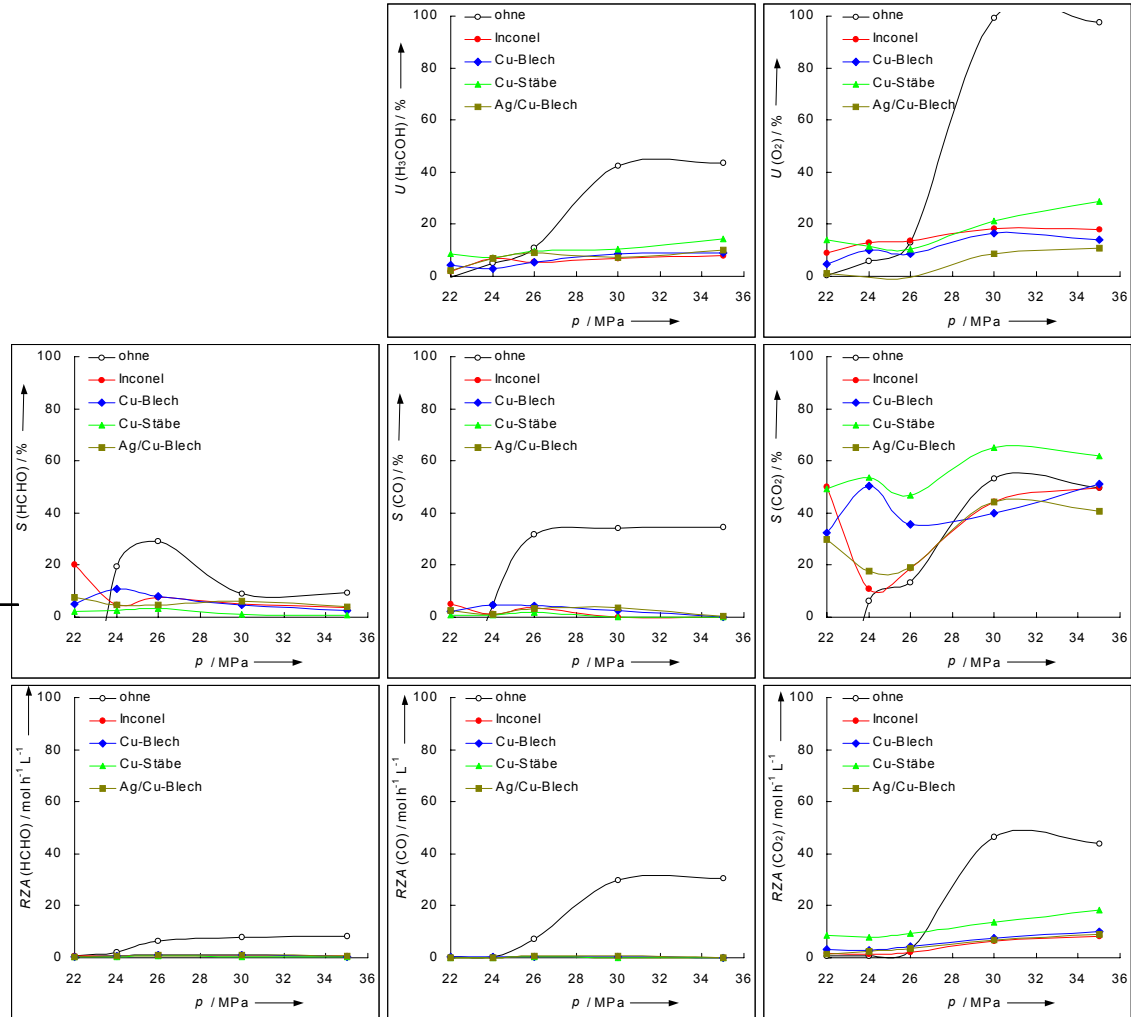 100
80
60
40
20
0
U (H₃COH) / %
ohne
Inconel
Cu-Blech
Cu-Stäbe
Ag/Cu-Blech
22 24 26 28 30 32 34 36
p / MPa
100
80
60
40
20
0
U (O₂) / %
ohne
Inconel
Cu-Blech
Cu-Stäbe
Ag/Cu-Blech
22 24 26 28 30 32 34 36
p / MPa
100
80
60
40
20
0
S (HCHO) / %
ohne
Inconel
Cu-Blech
Cu-Stäbe
Ag/Cu-Blech
22 24 26 28 30 32 34 36
p / MPa
100
80
60
40
20
0
S (CO) / %
ohne
Inconel
Cu-Blech
Cu-Stäbe
Ag/Cu-Blech
22 24 26 28 30 32 34 36
p / MPa
100
80
60
40
20
0
S (CO₂) / %
ohne
Inconel
Cu-Blech
Cu-Stäbe
Ag/Cu-Blech
22 24 26 28 30 32 34 36
p / MPa
100
80
60
40
20
0
RZA (HCHO) / mol h⁻¹ L⁻¹
ohne
Inconel
Cu-Blech
Cu-Stäbe
Ag/Cu-Blech
22 24 26 28 30 32 34 36
p / MPa
100
80
60
40
20
0
RZA (CO) / mol h⁻¹ L⁻¹
ohne
Inconel
Cu-Blech
Cu-Stäbe
Ag/Cu-Blech
22 24 26 28 30 32 34 36
p / MPa
100
80
60
40
20
0
RZA (CO₂) / mol h⁻¹ L⁻¹
ohne
Inconel
Cu-Blech
Cu-Stäbe
Ag/Cu-Blech
22 24 26 28 30 32 34 36
p / MPa